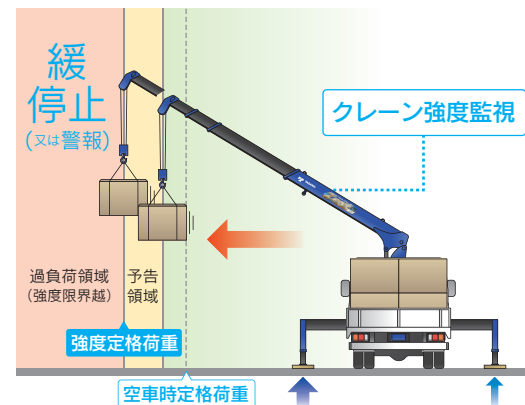 緩
停止
(又は警報)
クレーン強度監視
過負荷領域
(強度限界越)
予告
領域
強度定格荷重
空車時定格荷重